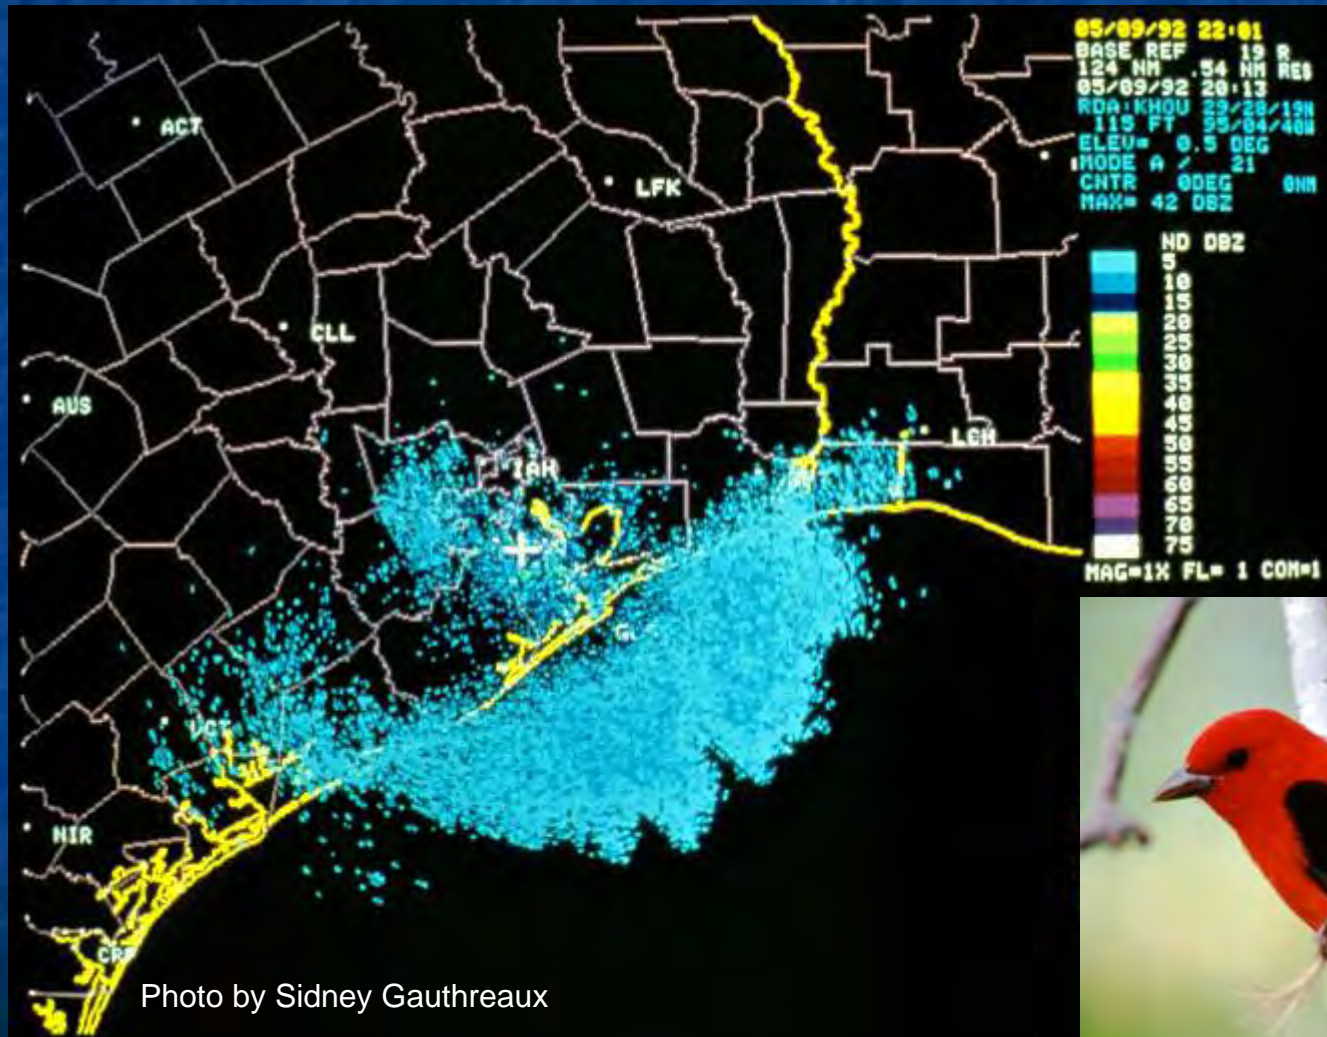 05/09/92 22:01
BASE REF 19 R
124 NM .54 NM RES
05/09/92 20:13
RDA:KHOU 29/28/19N
115 FT 95/04/40W
ELEV= 0.5 DEG
MODE A / 21
CNTR 0DEG 0NM
MAX= 42 DBZ
ND DBZ
5
10
15
20
25
30
35
40
45
50
55
60
65
70
75
MAG=1X FL= 1 COM=1
ACT
LFK
CLL
AUS
LCH
IAH
VCT
NIR
CRP
Photo by Sidney Gauthreaux